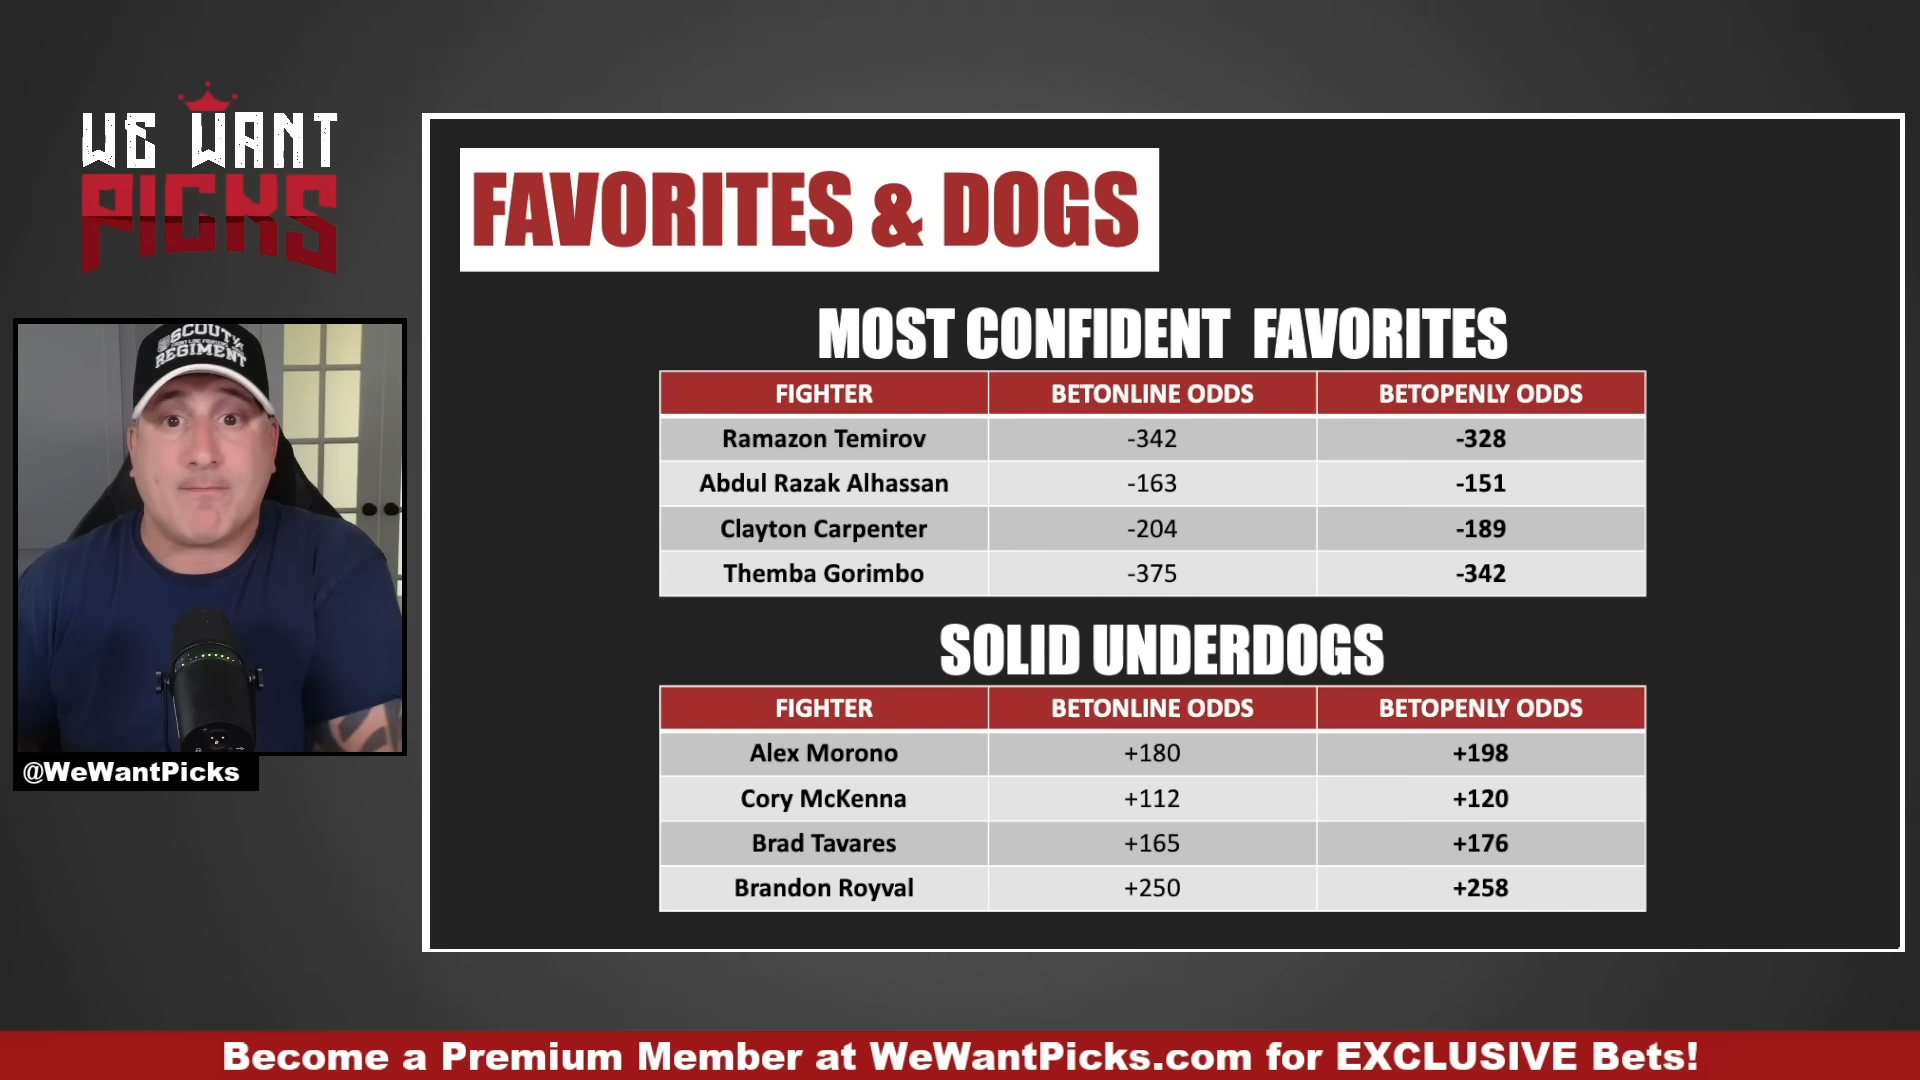 WE WANT
PICKS
SCOUT
REGIMENT
@WeWantPicks
FAVORITES & DOGS
MOST CONFIDENT FAVORITES
FIGHTER BETONLINE ODDS BETOPENLY ODDS
Ramazon Temirov -342 -328
Abdul Razak Alhassan -163 -151
Clayton Carpenter -204 -189
Themba Gorimbo -375 -342
SOLID UNDERDOGS
FIGHTER BETONLINE ODDS BETOPENLY ODDS
Alex Morono +180 +198
Cory McKenna +112 +120
Brad Tavares +165 +176
Brandon Royval +250 +258
Become a Premium Member at WeWantPicks.com for EXCLUSIVE Bets!